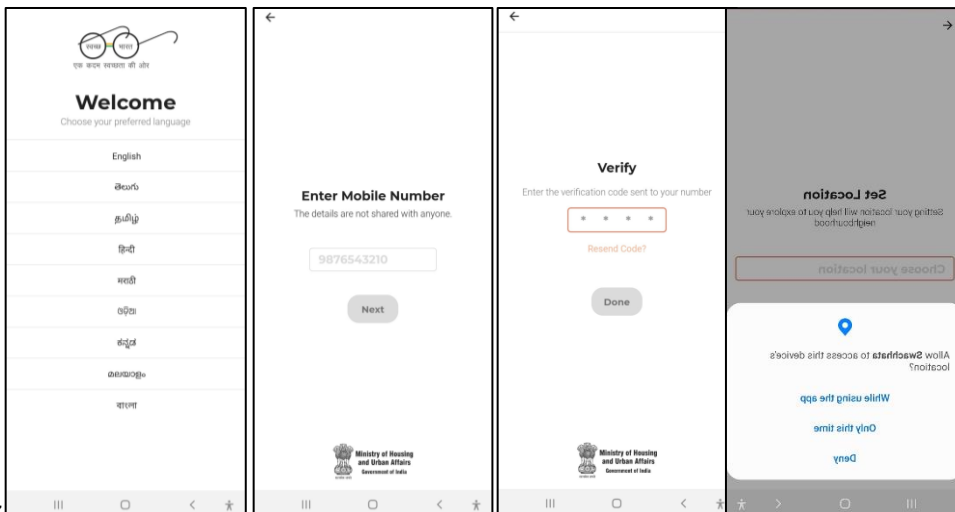 स्वच्छ भारत
एक कदम स्वच्छता की ओर
Welcome
Choose your preferred language
English
తెలుగు
தமிழ்
हिन्दी
मराठी
ଓଡ଼ିଆ
ಕನ್ನಡ
മലയാളം
বাংলা
Enter Mobile Number
The details are not shared with anyone.
9876543210
Next
Ministry of Housing
and Urban Affairs
Government of India
Verify
Enter the verification code sent to your number
* * * *
Resend Code?
Done
Ministry of Housing
and Urban Affairs
Government of India
Set Location
Setting your location will help you to explore your
neighbourhood
Choose your location
Allow Swachhata to access this device's
location?
While using the app
Only this time
Deny